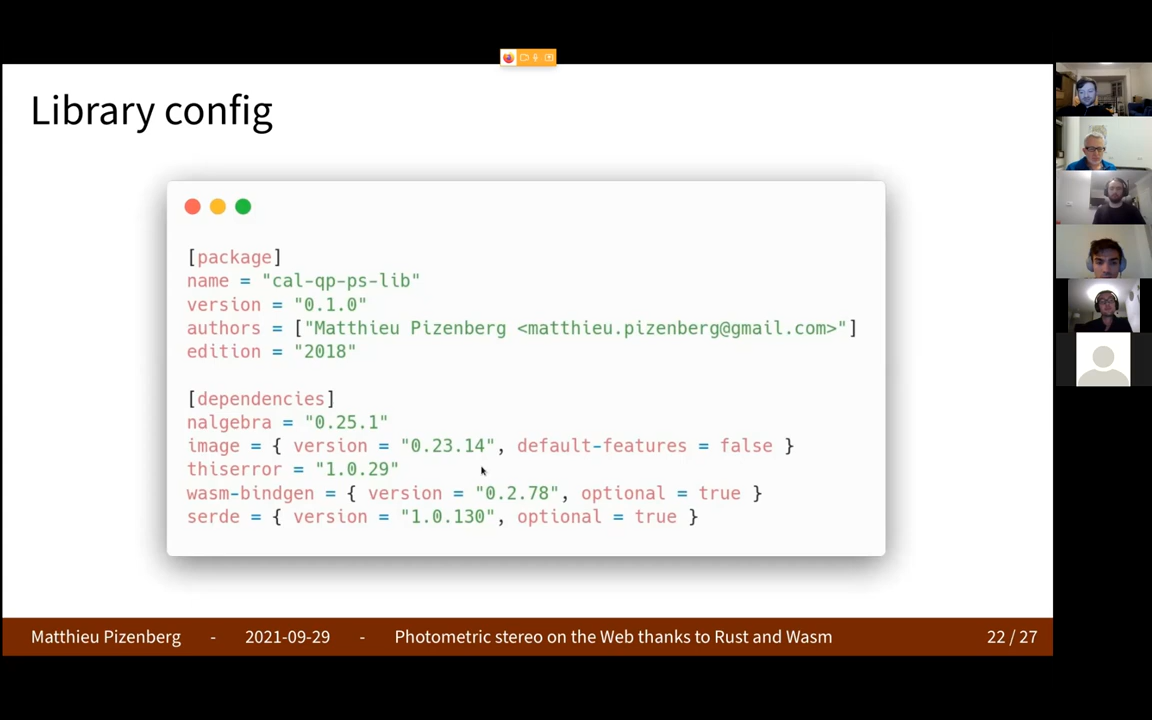 Library config
[package]
name = "cal-qp-ps-lib"
version = "0.1.0"
authors = ["Matthieu Pizenberg <matthieu.pizenberg@gmail.com>"]
edition = "2018"
[dependencies]
nalgebra = "0.25.1"
image = { version = "0.23.14", default-features = false }
thiserror = "1.0.29"
wasm-bindgen = { version = "0.2.78", optional = true }
serde = { version = "1.0.130", optional = true }
Matthieu Pizenberg - 2021-09-29 - Photometric stereo on the Web thanks to Rust and Wasm 22 / 27